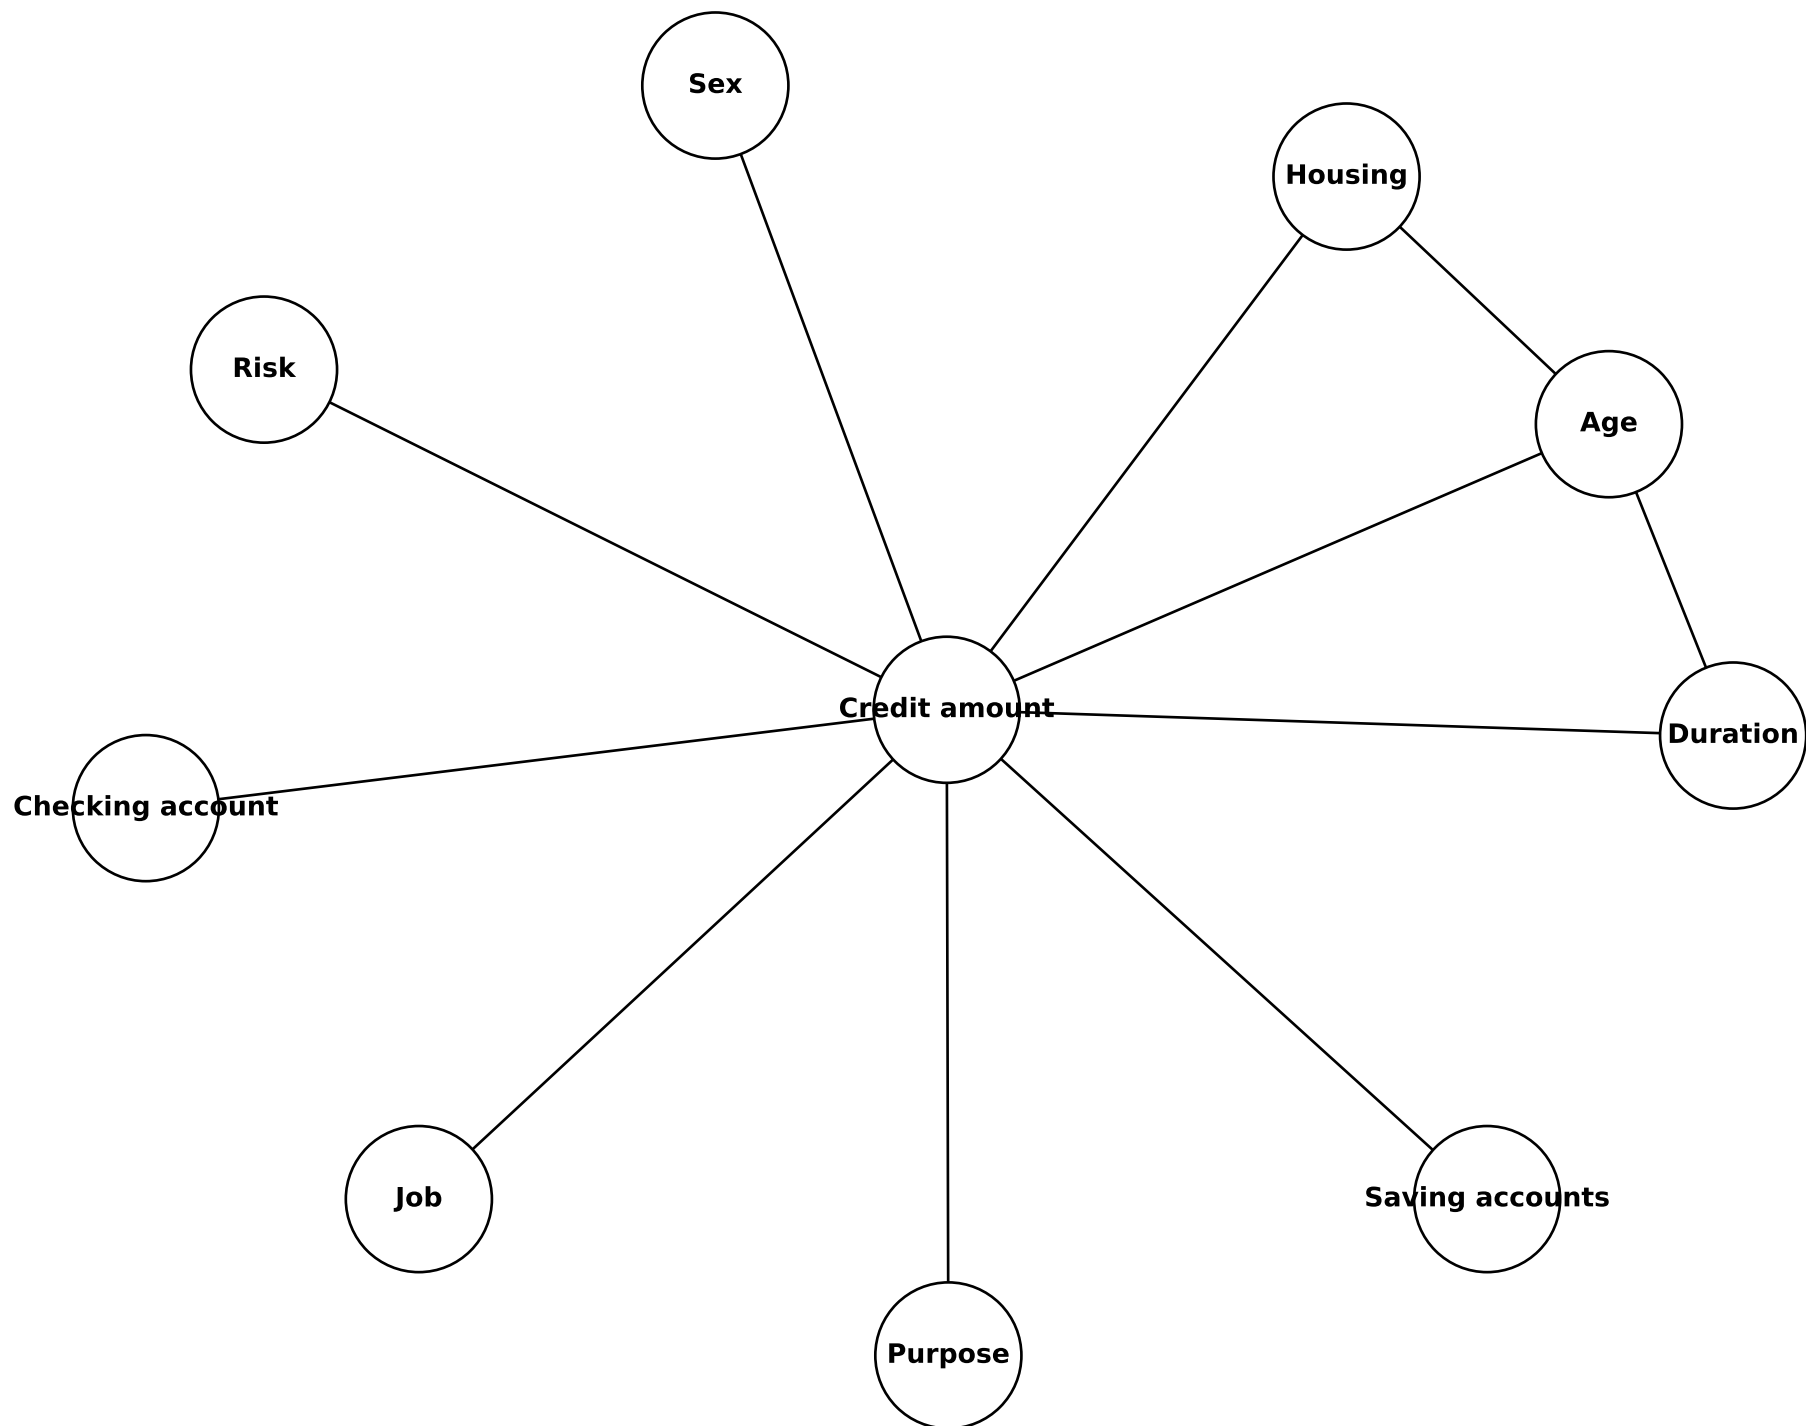 Sex
Housing
Risk
Age
Credit amount
Duration
Checking account
Job
Saving accounts
Purpose